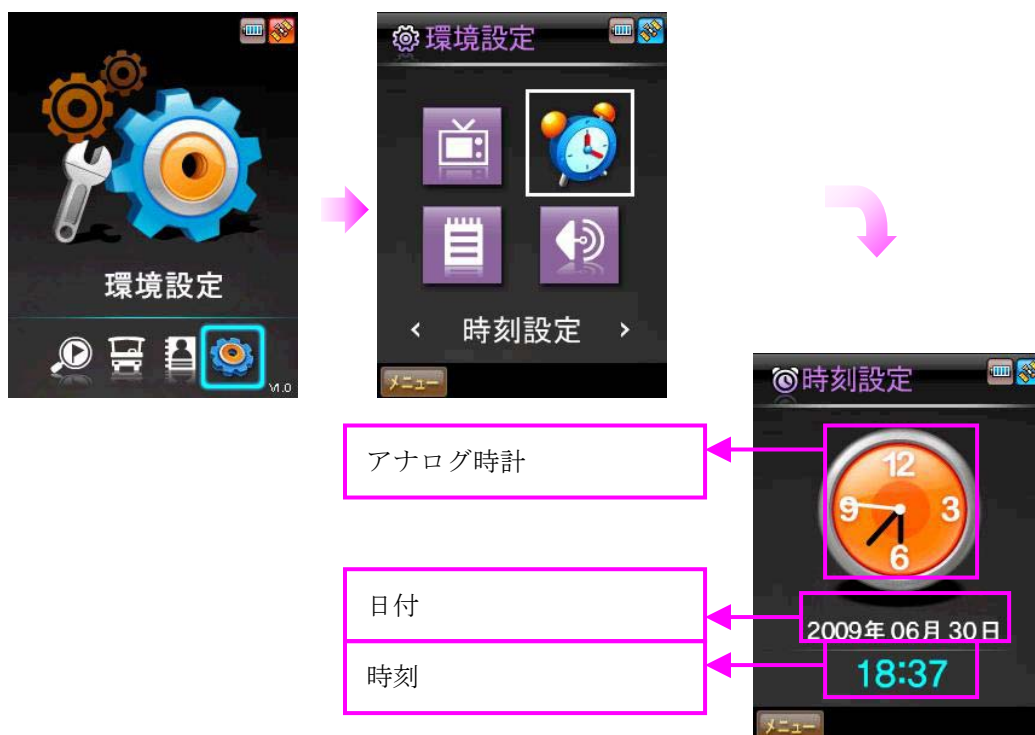 環境設定
V1.0
環境設定
時刻設定
メニュー
時刻設定
アナログ時計
12
9
3
6
日付
2009年 06月 30日
時刻
18:37
メニュー